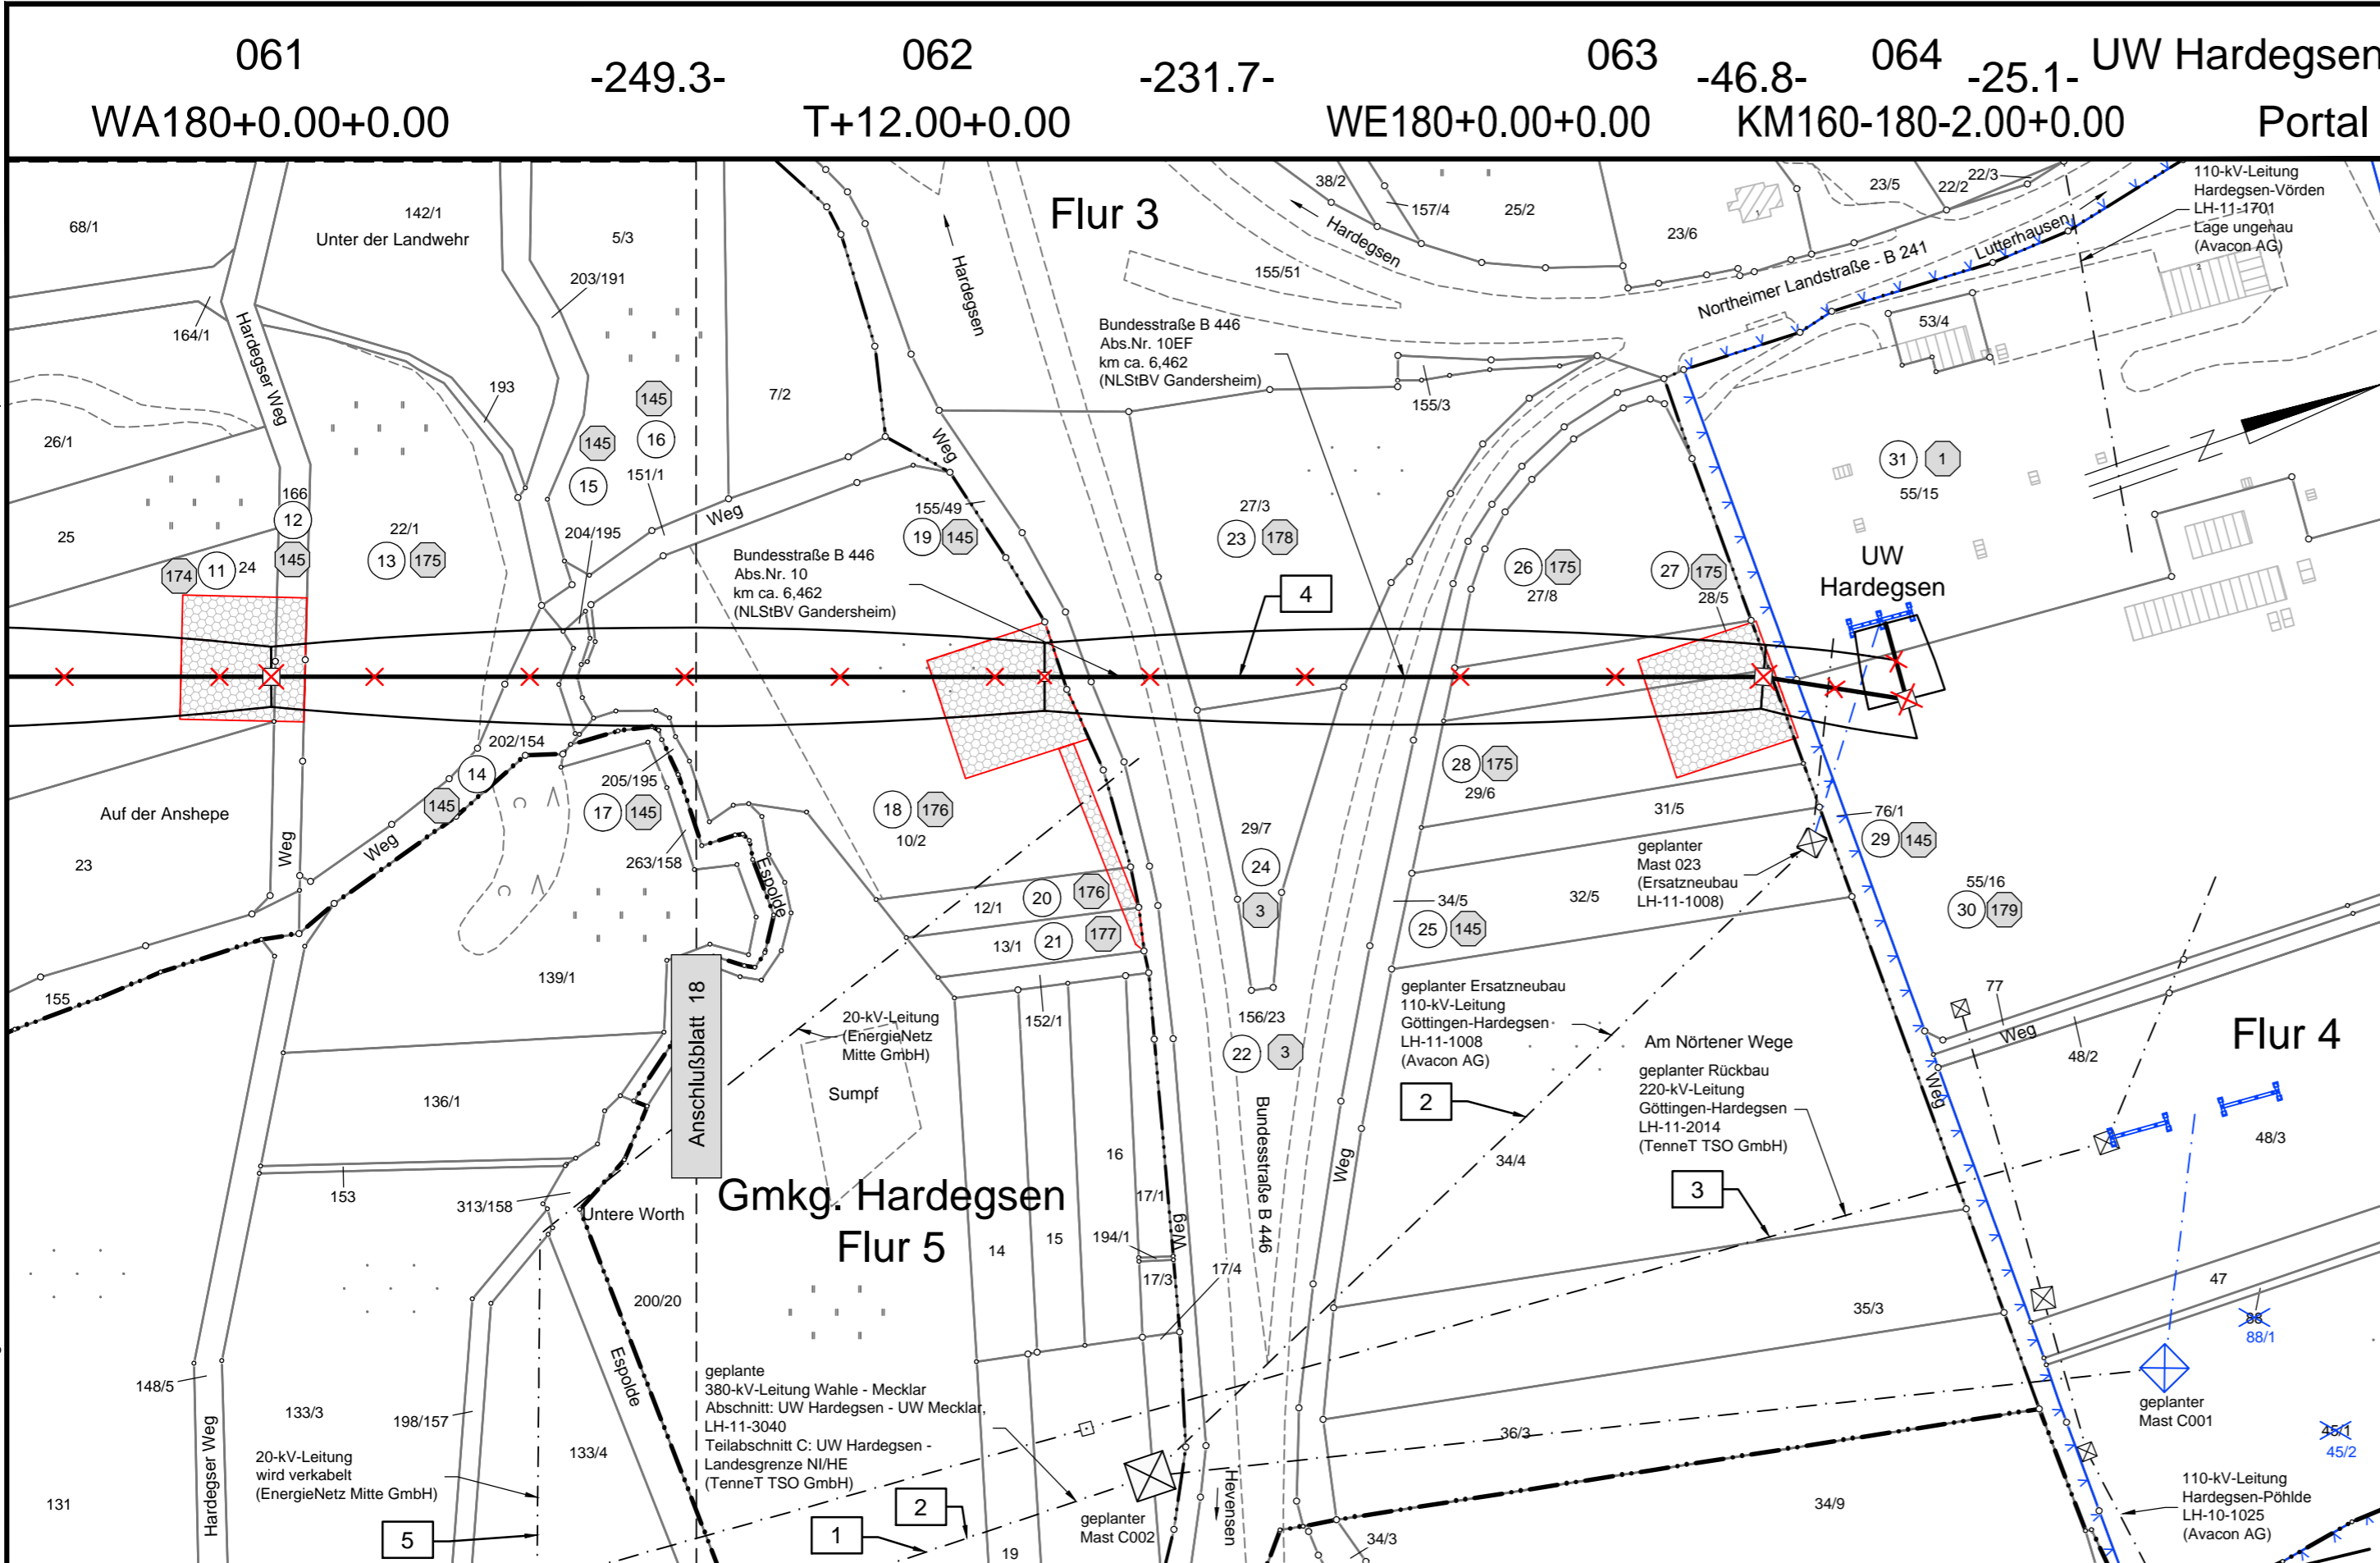 061
-249.3-
062
-231.7-
063
-46.8-
064
-25.1-
UW Hardegsen
WA180+0.00+0.00
T+12.00+0.00
WE180+0.00+0.00
KM160-180-2.00+0.00
Portal
68/1
142/1
Unter der Landwehr
5/3
203/191
164/1
Hardegser Weg
193
26/1
25
7/2
Hardegsen
Flur 3
38/2
157/4
25/2
Hardegsen
155/51
23/6
23/5
22/2
22/3
110-kV-Leitung
Hardegsen-Vörden
LH-11-1701
Lage ungenau
(Avacon AG)
Lutterhausen
Northeimer Landstraße - B 241
53/4
1
2
Bundesstraße B 446
Abs.Nr. 10EF
km ca. 6,462
(NLStBV Gandersheim)
155/3
145
16
145
15
151/1
204/195
Weg
Weg
155/49
19
145
166
12
145
22/1
13
175
174
11
24
Bundesstraße B 446
Abs.Nr. 10
km ca. 6,462
(NLStBV Gandersheim)
27/3
23
178
4
26
175
27/8
27
175
28/5
31
1
55/15
N
UW
Hardegsen
202/154
14
145
205/195
17
145
263/158
Auf der Anshepe
23
Weg
Weg
Espolde
18
176
10/2
20
176
12/1
13/1
21
177
29/7
24
3
28
175
29/6
31/5
geplanter
Mast 023
(Ersatzneubau
LH-11-1008)
76/1
29
145
32/5
34/5
25
145
55/16
30
179
155
139/1
Anschlußblatt 18
20-kV-Leitung
(EnergieNetz
Mitte GmbH)
Sumpf
152/1
156/23
22
3
geplanter Ersatzneubau
110-kV-Leitung
Göttingen-Hardegsen
LH-11-1008
(Avacon AG)
2
Am Nörtener Wege
geplanter Rückbau
220-kV-Leitung
Göttingen-Hardegsen
LH-11-2014
(TenneT TSO GmbH)
3
77
Weg
48/2
Flur 4
48/3
Weg
136/1
153
313/158
Untere Worth
Gmkg. Hardegsen
Flur 5
16
17/1
14
15
194/1
17/3
17/4
Weg
Bundesstraße B 446
Weg
34/4
200/20
Espolde
35/3
47
88
88/1
148/5
133/3
198/157
Hardegser Weg
20-kV-Leitung
wird verkabelt
(EnergieNetz Mitte GmbH)
5
133/4
131
geplante
380-kV-Leitung Wahle - Mecklar
Abschnitt: UW Hardegsen - UW Mecklar,
LH-11-3040
Teilabschnitt C: UW Hardegsen -
Landesgrenze NI/HE
(TenneT TSO GmbH)
1
2
19
geplanter
Mast C002
Hevensen
36/3
34/9
34/3
geplanter
Mast C001
45/1
45/2
110-kV-Leitung
Hardegsen-Pöhlde
LH-10-1025
(Avacon AG)